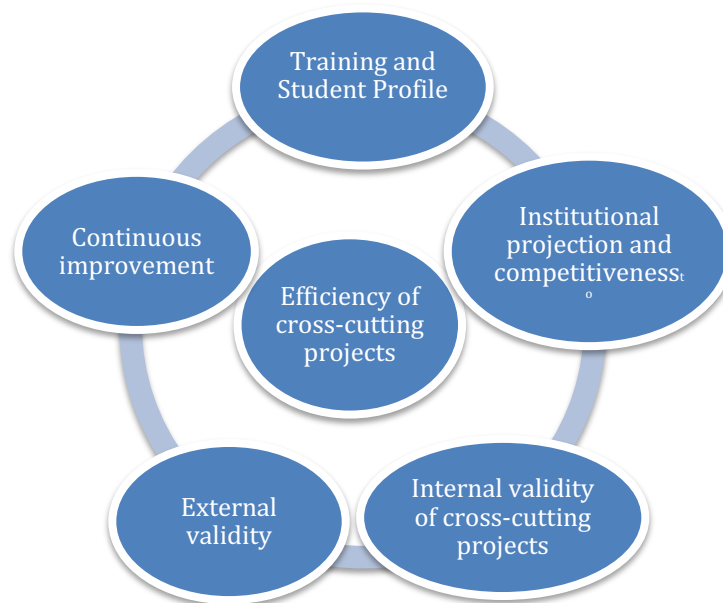 Training and
Student Profile
Institutional
projection and
competitivenesst
o
Internal validity
of cross-cutting
projects
External
validity
Continuous
improvement
Efficiency of
cross-cutting
projects